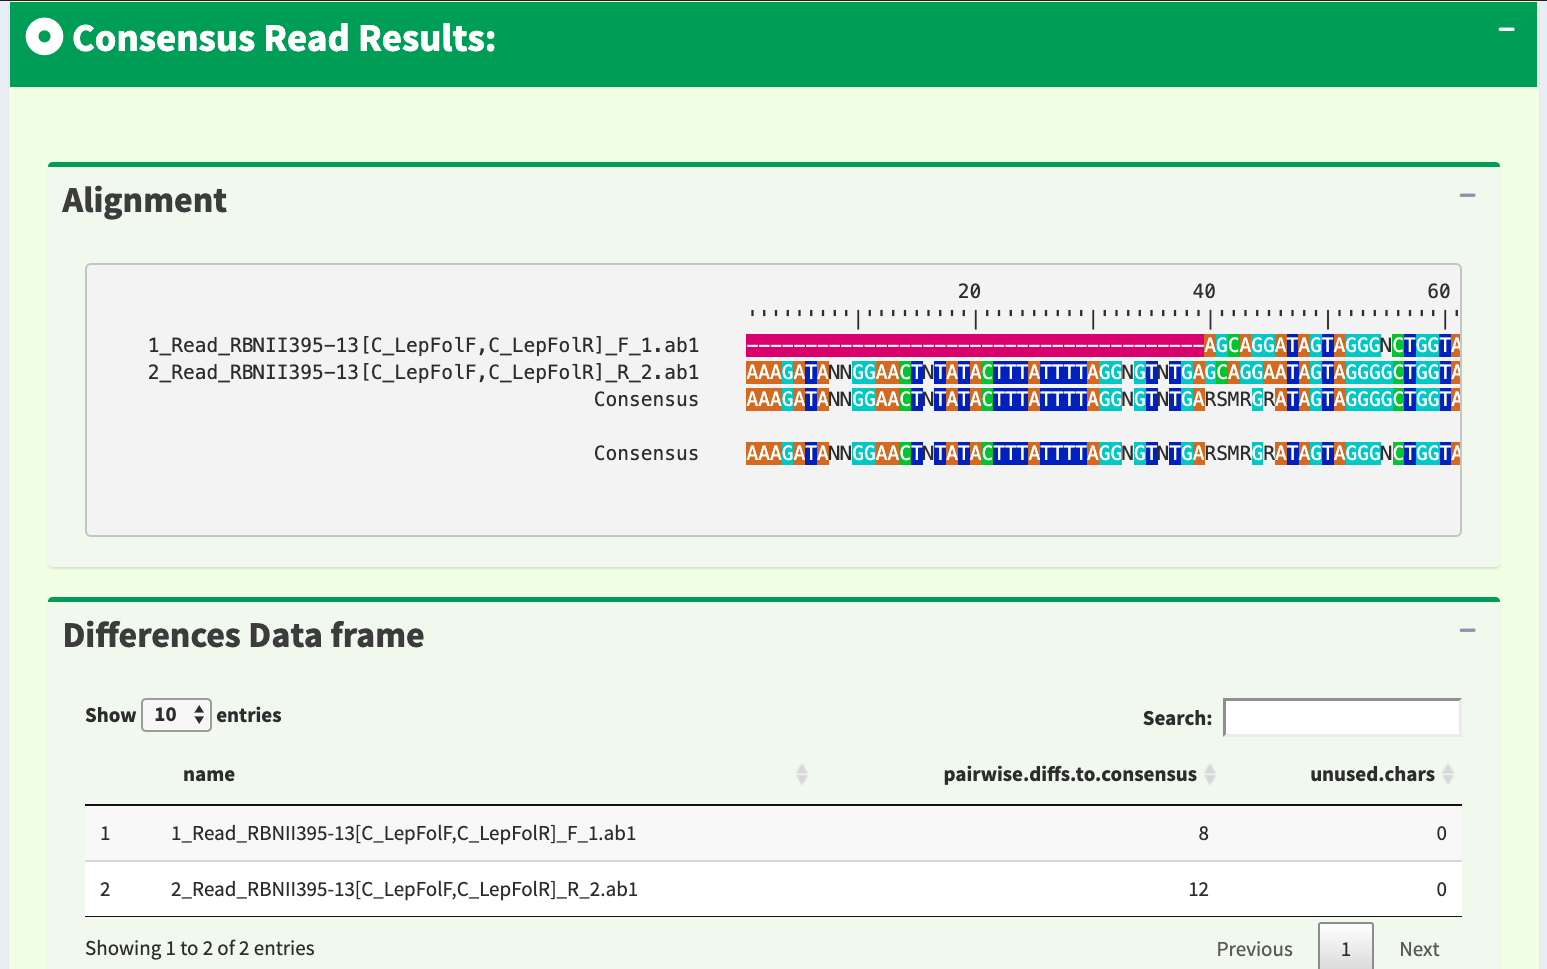 Consensus Read Results:
Alignment
20 40 60
1_Read_RBNII395-13[C_LepFolF,C_LepFolR]_F_1.ab1 ---------------------------------------AGCAGGATAGTAGGGNCTGGTA
2_Read_RBNII395-13[C_LepFolF,C_LepFolR]_R_2.ab1 AAAGATANNGGAACTNTATACTTTATTTTAGGNGTNTGAGCAGGAATAGTAGGGGCTGGTA
Consensus AAAGATANNGGAACTNTATACTTTATTTTAGGNGTNTGARSMRGRATAGTAGGGGCTGGTA
Consensus AAAGATANNGGAACTNTATACTTTATTTTAGGNGTNTGARSMRGRATAGTAGGGNCTGGTA
Differences Data frame
Show 10 entries Search:
name pairwise.diffs.to.consensus unused.chars
1 1_Read_RBNII395-13[C_LepFolF,C_LepFolR]_F_1.ab1 8 0
2 2_Read_RBNII395-13[C_LepFolF,C_LepFolR]_R_2.ab1 12 0
Showing 1 to 2 of 2 entries Previous 1 Next